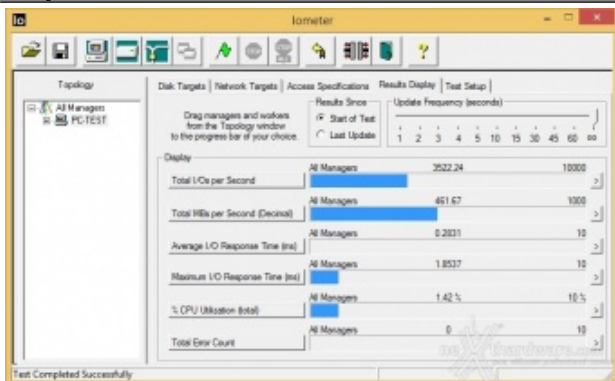 Io
Iometer
Topology
All Managers
PC-TEST
Disk Targets
Network Targets
Access Specifications
Results Display
Test Setup
Drag managers and workers
from the Topology window
to the progress bar of your choice.
Results Since
Start of Test
Last Update
Update Frequency (seconds)
1 2 3 4 5 10 15 30 45 60 oo
Display
All Managers 3522.24 10000
Total I/Os per Second
All Managers 461.67 1000
Total MBs per Second (Decimal)
All Managers 0.2831 10
Average I/O Response Time (ms)
All Managers 1.8537 10
Maximum I/O Response Time (ms)
All Managers 1.42 % 10 %
% CPU Utilization (total)
All Managers 0 10
Total Error Count
Test Completed Successfully